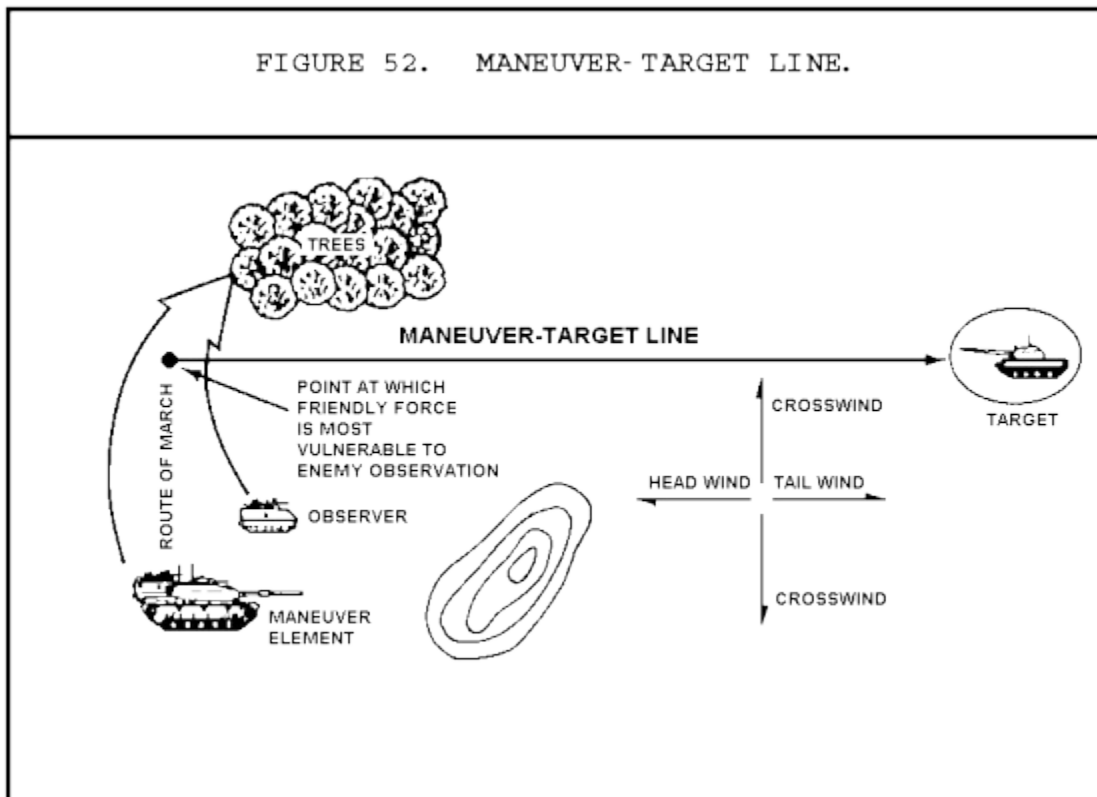 FIGURE 52. MANEUVER- TARGET LINE.
TREES
MANEUVER-TARGET LINE
POINT AT WHICH
FRIENDLY FORCE
IS MOST
VULNERABLE TO
ENEMY OBSERVATION
ROUTE OF MARCH
CROSSWIND
TARGET
HEAD WIND
TAIL WIND
OBSERVER
CROSSWIND
MANEUVER
ELEMENT